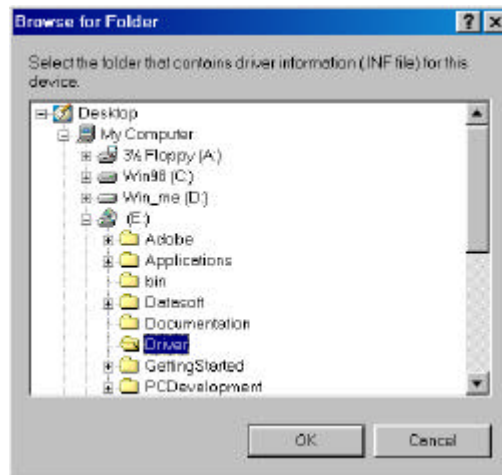 Browse for Folder
Select the folder that contains driver information (.INF file) for this
device.
Desktop
My Computer
3½ Floppy (A:)
Win98 (C:)
Win_me (D:)
(E:)
Adobe
Applications
bin
Datasoft
Documentation
Driver
GettingStarted
PCDevelopment
OK
Cancel